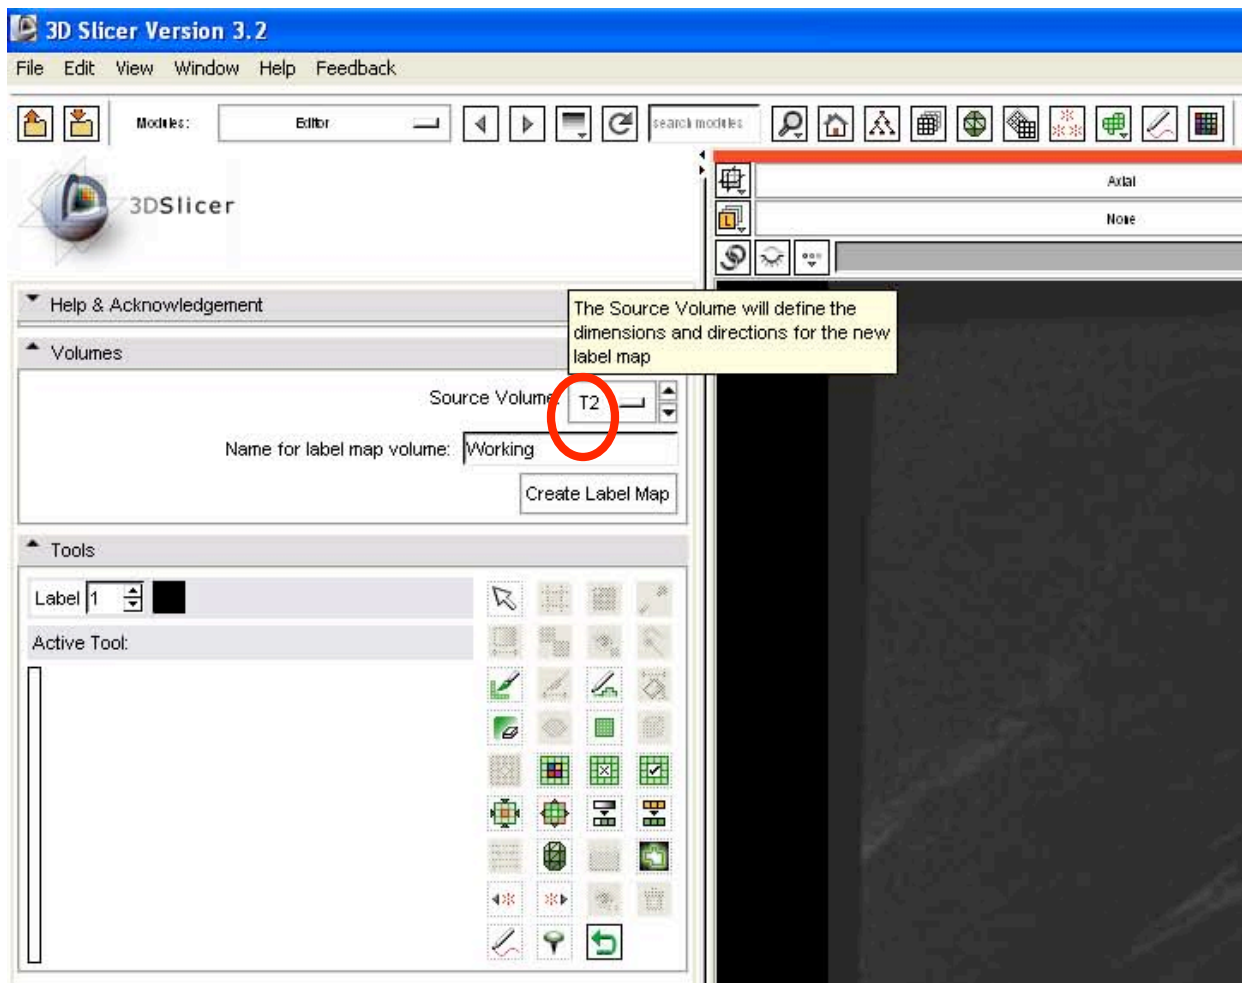 3D Slicer Version 3.2
File Edit View Window Help Feedback
Modules: Editor search modules
3DSlicer
Axial
None
Help & Acknowledgement
The Source Volume will define the
dimensions and directions for the new
label map
Volumes
Source Volume: T2
Name for label map volume: Working
Create Label Map
Tools
Label 1
Active Tool:
L